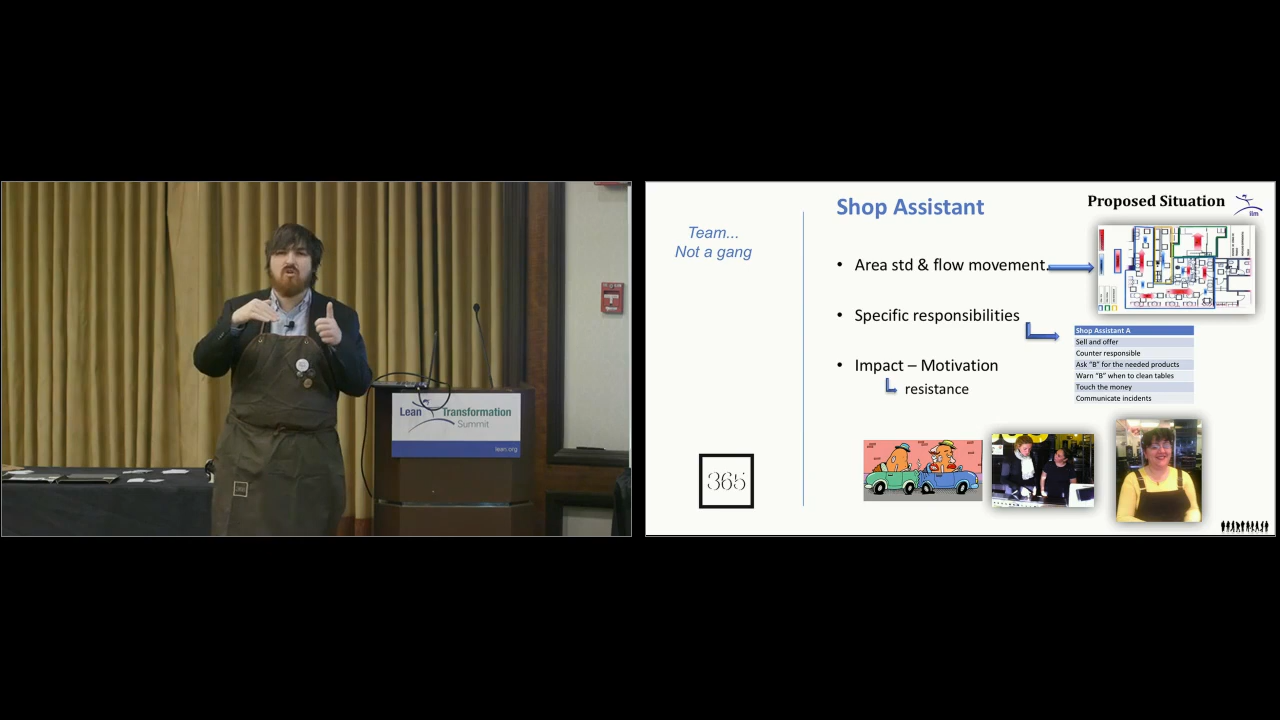 Lean Transformation
Summit
lean.org
365
Team...
Not a gang
365
Shop Assistant
• Area std & flow movement.
• Specific responsibilities
• Impact – Motivation
resistance
Proposed Situation
ilm
Shop Assistant A
Sell and offer
Counter responsible
Ask "B" for the needed products
Warn "B" when to clean tables
Touch the money
Communicate incidents